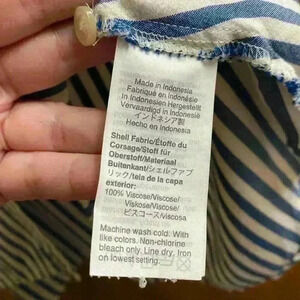 Made in Indonesia
Fabriqué en Indonésie
In Indonesien Hergestellt
Vervaardigd in Indonesië
インドネシア製
Hecho en Indonesia
Shell Fabric/Étoffe du
Corsage/Stoff für
Oberstoff/Materiaal
Buitenkant/シェルファブ
リック/tela de la capa
exterior:
100% Viscose/Viscose/
Viskose/Viscose/
ビスコース/viscosa
Machine wash cold. With
like colors. Non-chlorine
bleach only. Line dry. Iron
on lowest setting.